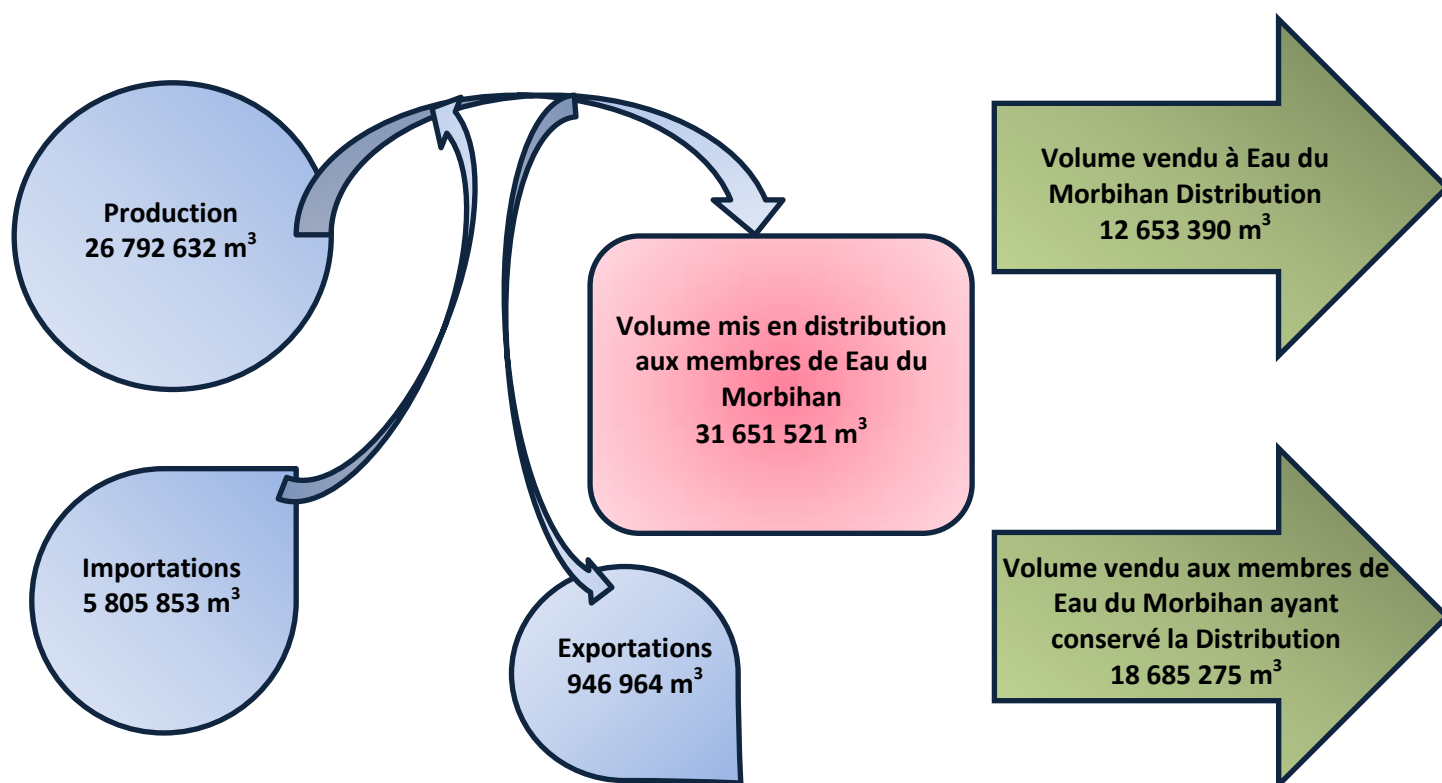 Production
26 792 632 m³
Importations
5 805 853 m³
Exportations
946 964 m³
Volume mis en distribution
aux membres de Eau du
Morbihan
31 651 521 m³
Volume vendu à Eau du
Morbihan Distribution
12 653 390 m³
Volume vendu aux membres de
Eau du Morbihan ayant
conservé la Distribution
18 685 275 m³